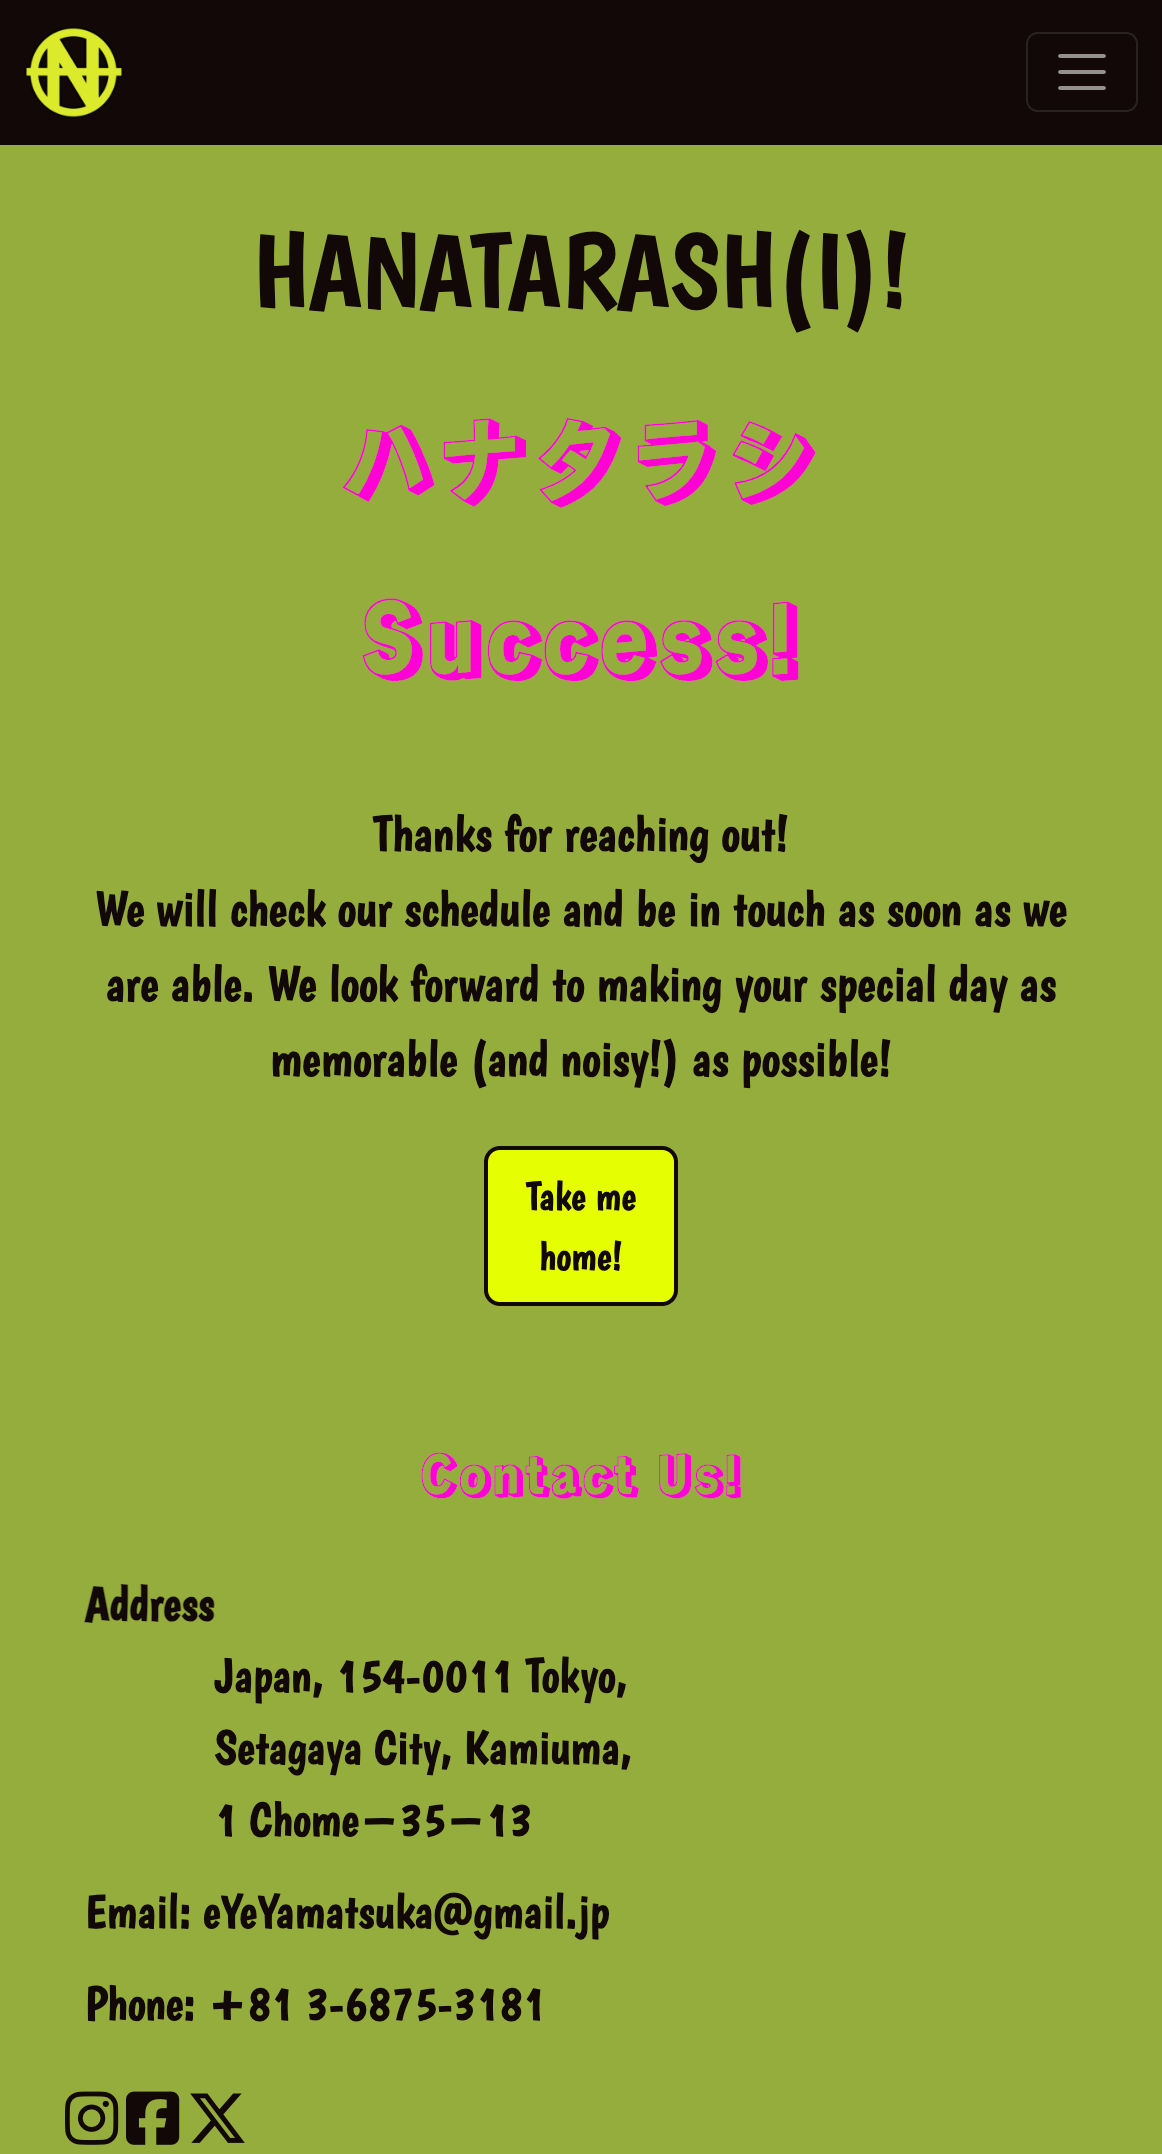 HANATARASH(I)!
ハナタラシ
Success!
Thanks for reaching out!
We will check our schedule and be in touch as soon as we
are able. We look forward to making your special day as
memorable (and noisy!) as possible!
Take me
home!
Contact Us!
Address
Japan, 154-0011 Tokyo,
Setagaya City, Kamiuma,
1 Chome−35−13
Email: eYeYamatsuka@gmail.jp
Phone: +81 3-6875-3181